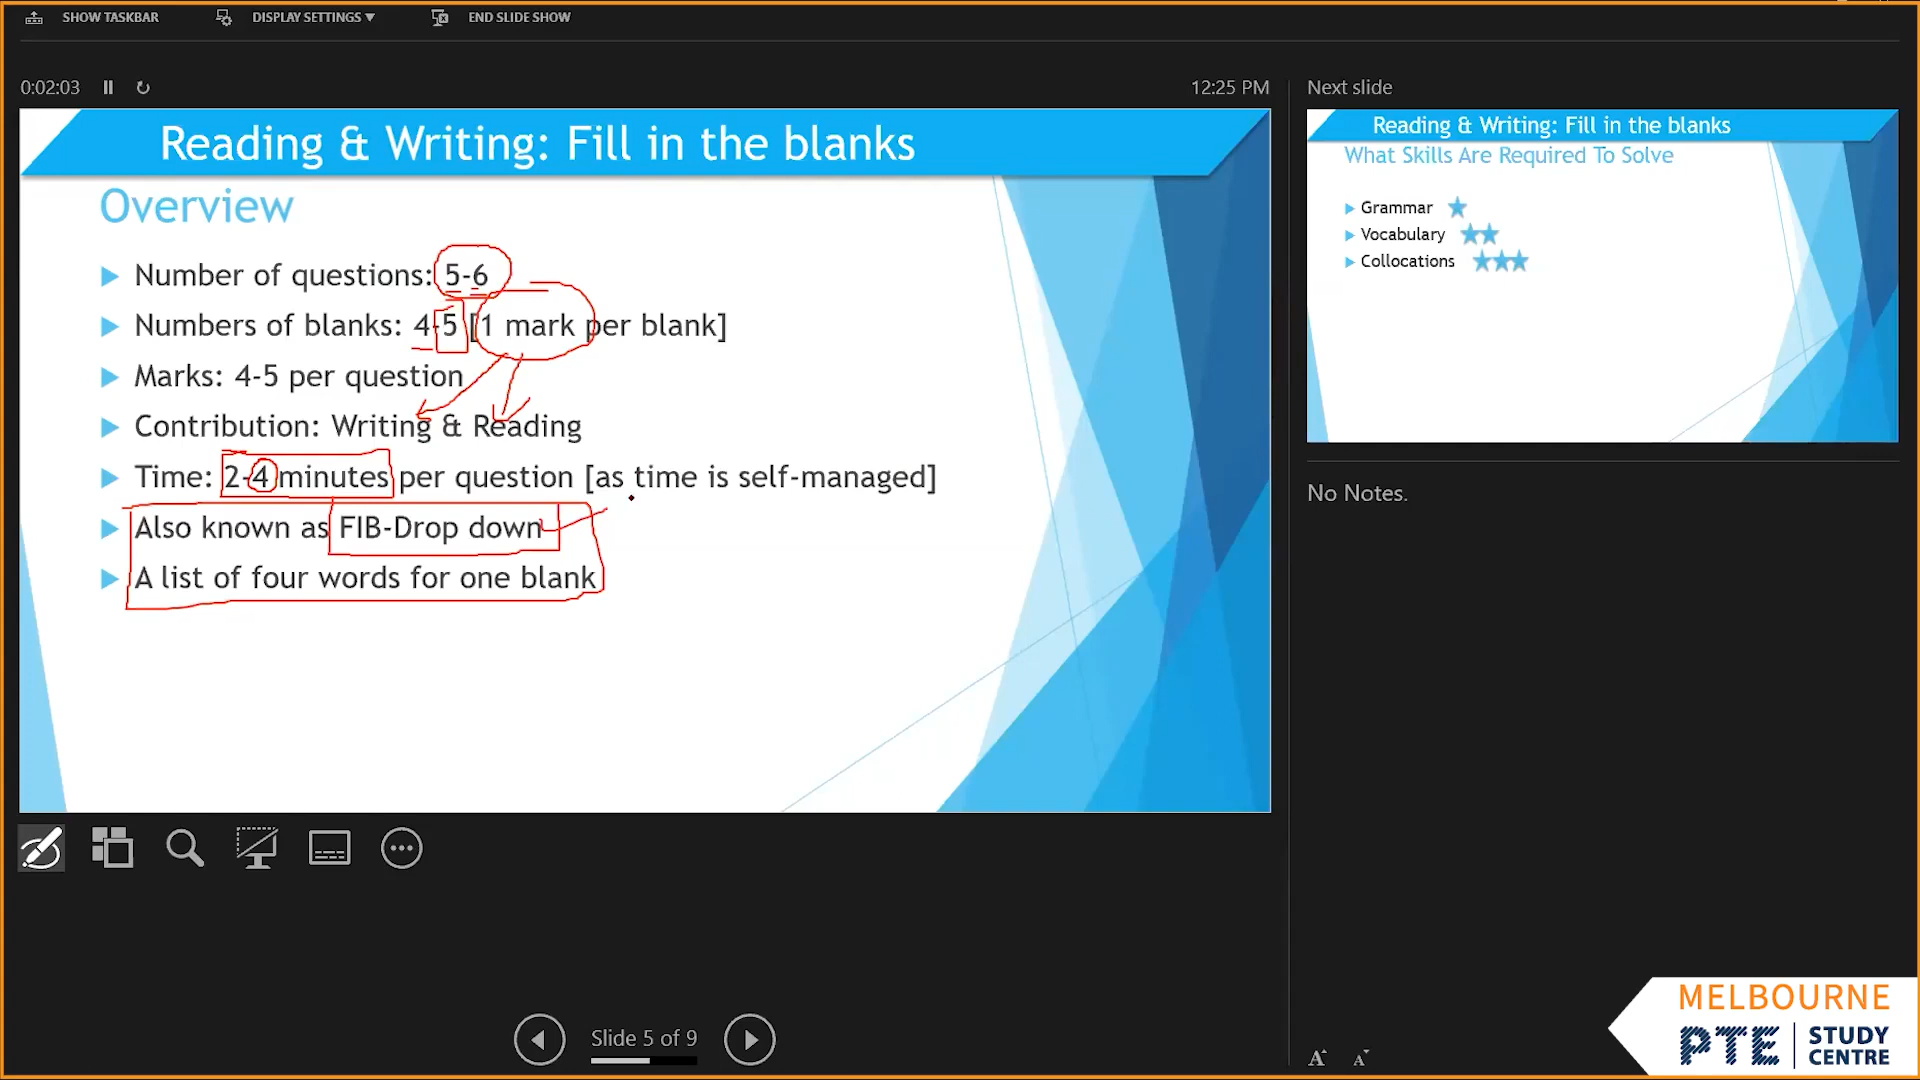 SHOW TASKBAR
DISPLAY SETTINGS ▼
END SLIDE SHOW
0:02:03
12:25 PM
Reading & Writing: Fill in the blanks
Overview
Number of questions: 5-6
Numbers of blanks: 4-5 [1 mark per blank]
Marks: 4-5 per question
Contribution: Writing & Reading
Time: 2-4 minutes per question [as time is self-managed]
Also known as FIB-Drop down
A list of four words for one blank
Slide 5 of 9
Next slide
Reading & Writing: Fill in the blanks
What Skills Are Required To Solve
Grammar
Vocabulary
Collocations
No Notes.
A A
MELBOURNE
PTE STUDY
CENTRE